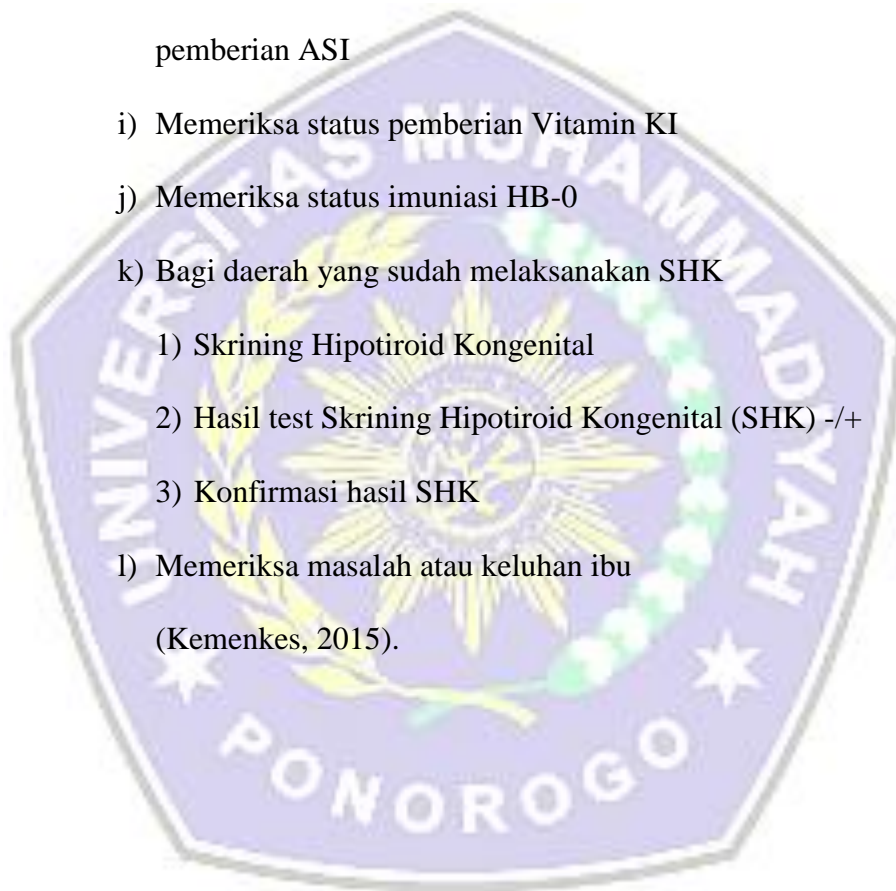 pemberian ASI
i) Memeriksa status pemberian Vitamin KI
j) Memeriksa status imuniasi HB-0
k) Bagi daerah yang sudah melaksanakan SHK
1) Skrining Hipotiroid Kongenital
2) Hasil test Skrining Hipotiroid Kongenital (SHK) -/+
3) Konfirmasi hasil SHK
l) Memeriksa masalah atau keluhan ibu
(Kemenkes, 2015).
UNIVERSITAS MUHAMMADIYAH
PONOROGO